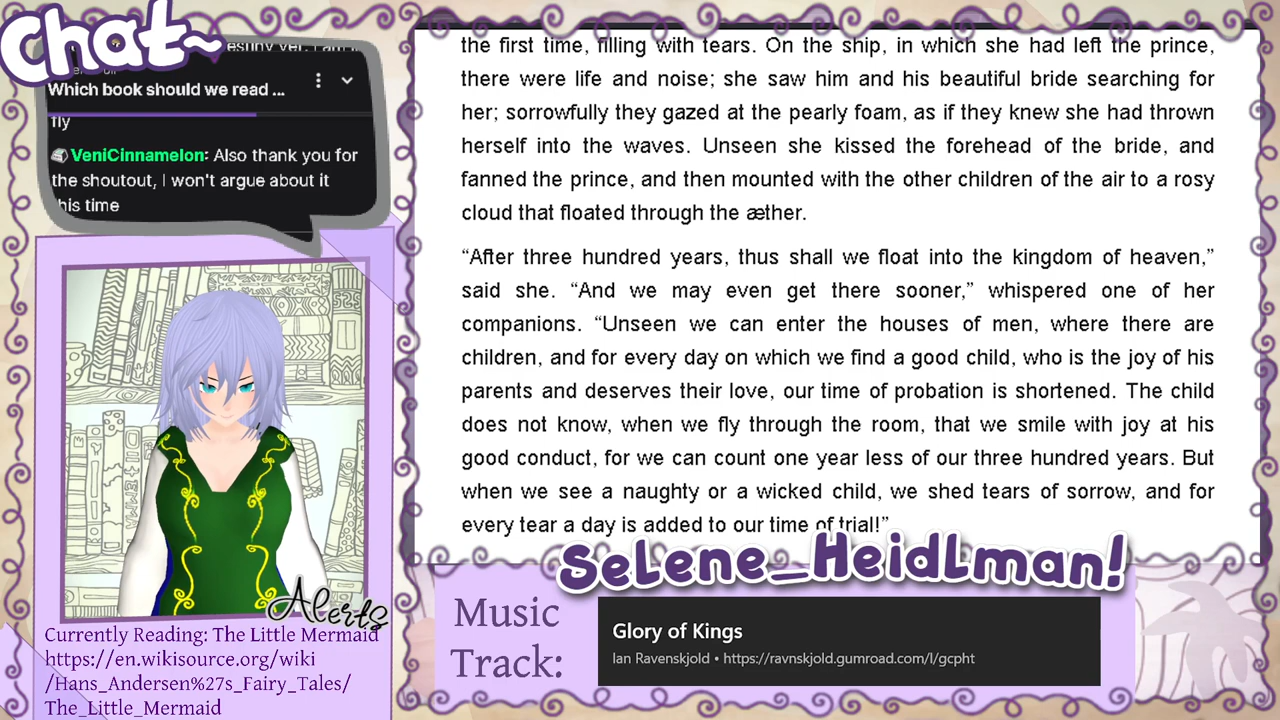 Chat~
Which book should we read ...
fly
VeniCinnamelon: Also thank you for
the shoutout, I won't argue about it
this time
the first time, filling with tears. On the ship, in which she had left the prince,
there were life and noise; she saw him and his beautiful bride searching for
her; sorrowfully they gazed at the pearly foam, as if they knew she had thrown
herself into the waves. Unseen she kissed the forehead of the bride, and
fanned the prince, and then mounted with the other children of the air to a rosy
cloud that floated through the æther.
“After three hundred years, thus shall we float into the kingdom of heaven,”
said she. “And we may even get there sooner,” whispered one of her
companions. “Unseen we can enter the houses of men, where there are
children, and for every day on which we find a good child, who is the joy of his
parents and deserves their love, our time of probation is shortened. The child
does not know, when we fly through the room, that we smile with joy at his
good conduct, for we can count one year less of our three hundred years. But
when we see a naughty or a wicked child, we shed tears of sorrow, and for
every tear a day is added to our time of trial!”
Selene_Heidlman!
Alerts
Currently Reading: The Little Mermaid
https://en.wikisource.org/wiki
/Hans_Andersen%27s_Fairy_Tales/
The_Little_Mermaid
Music
Track:
Glory of Kings
Ian Ravenskjold • https://ravnskjold.gumroad.com/l/gcpht